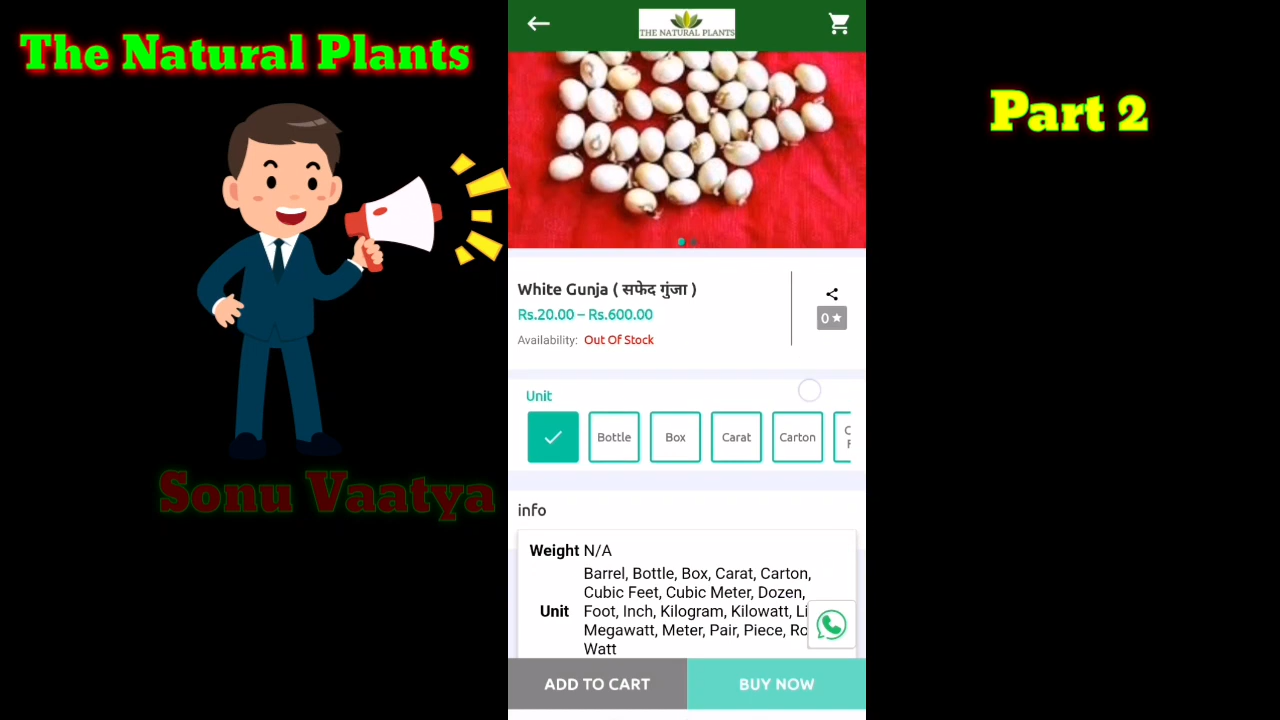 The Natural Plants
Part 2
Sonu Vaatya
THE NATURAL PLANTS
White Gunja ( सफेद गुंजा )
Rs.20.00 – Rs.600.00
Availability: Out Of Stock
0
Unit
Bottle
Box
Carat
Carton
info
Weight N/A
Barrel, Bottle, Box, Carat, Carton,
Cubic Feet, Cubic Meter, Dozen,
Unit Foot, Inch, Kilogram, Kilowatt,
Megawatt, Meter, Pair, Piece,
Watt
ADD TO CART
BUY NOW